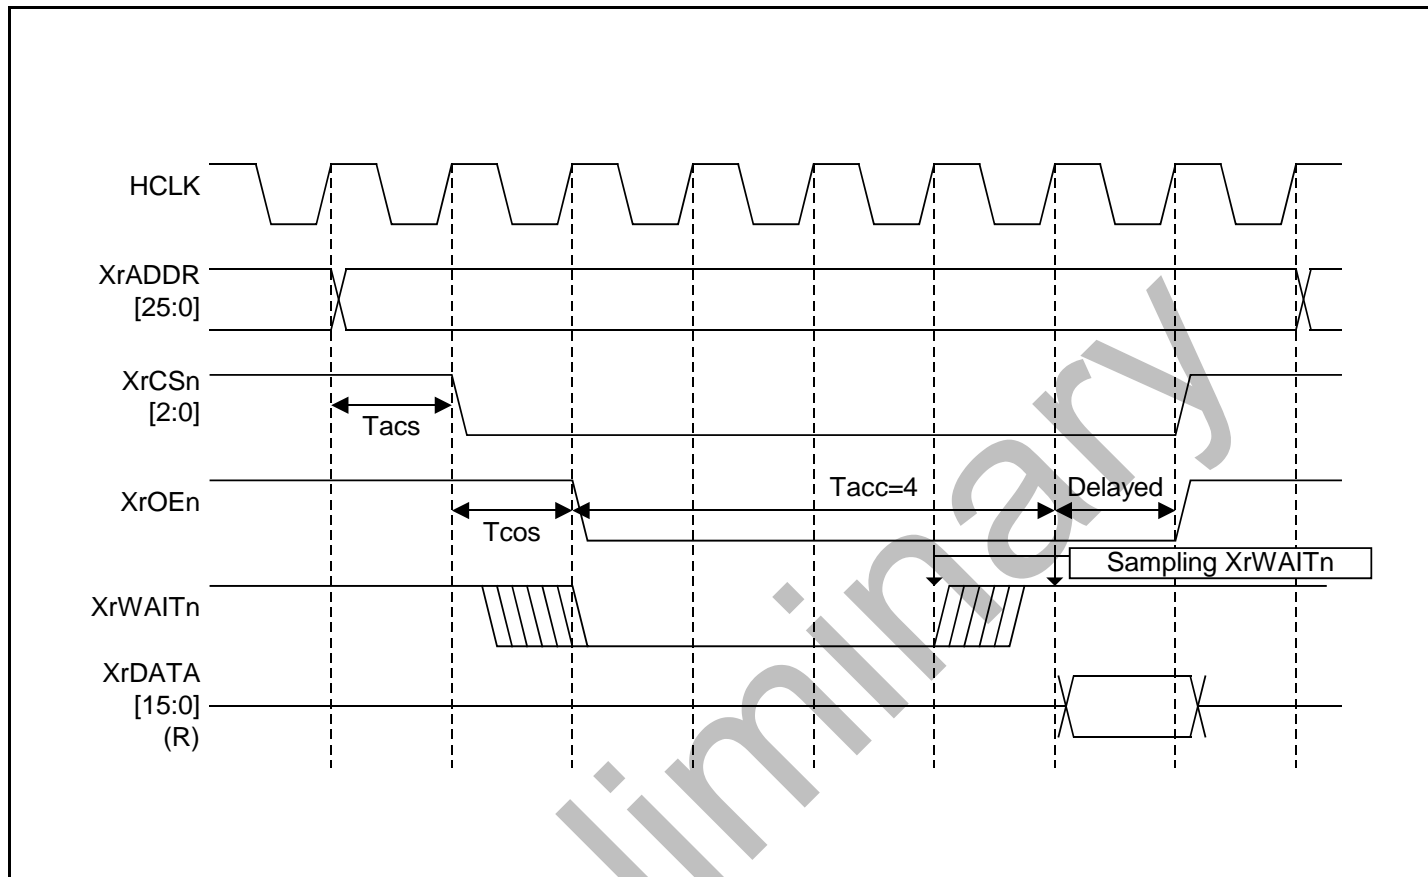 HCLK
XrADDR
[25:0]
XrCSn
[2:0]
Tacs
XrOEn
Tacc=4
Delayed
Tcos
Sampling XrWAITn
XrWAITn
XrDATA
[15:0]
(R)
liminary